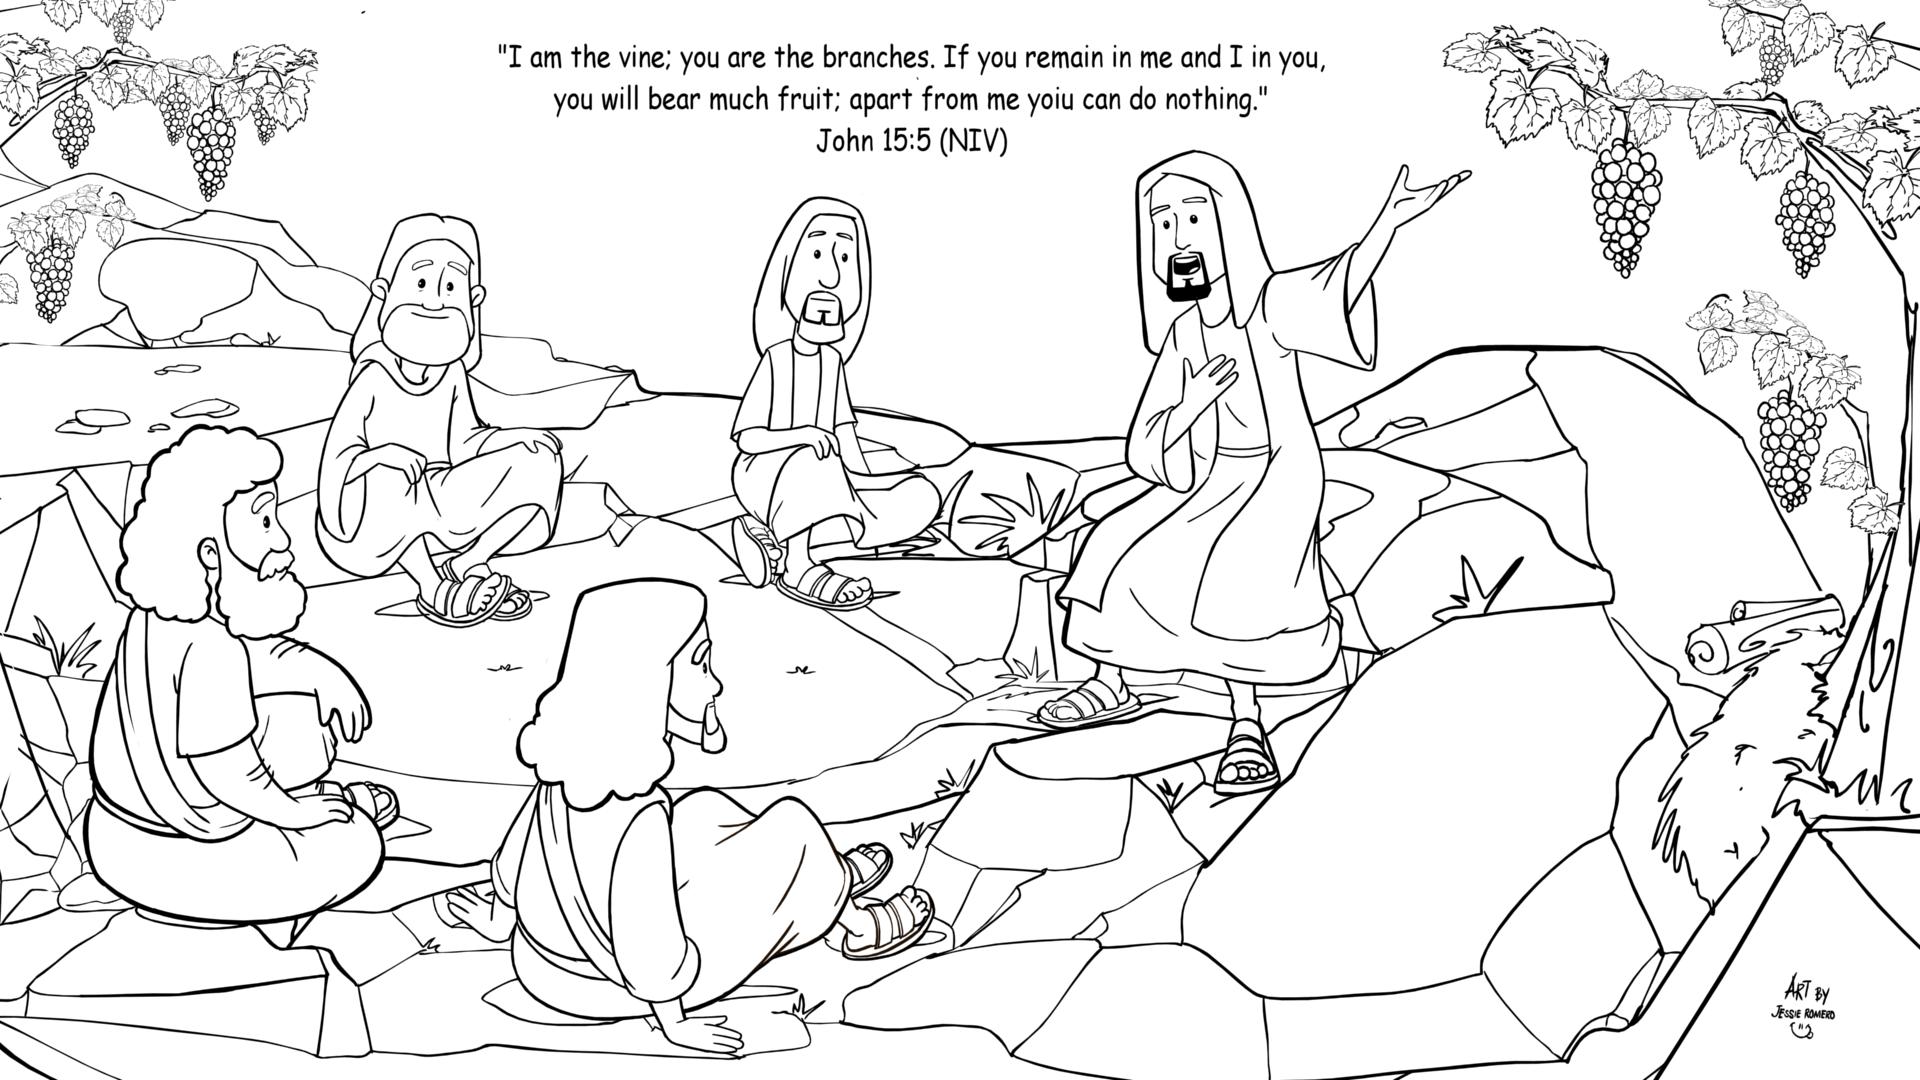 "I am the vine; you are the branches. If you remain in me and I in you,
you will bear much fruit; apart from me yoiu can do nothing."
John 15:5 (NIV)
ART BY
JESSIE ROMERO